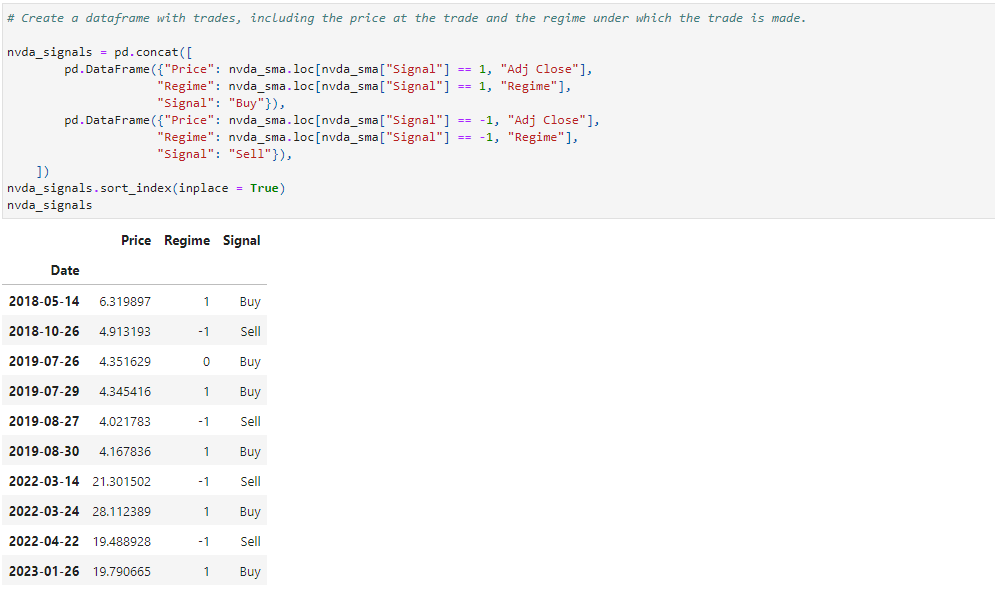 # Create a dataframe with trades, including the price at the trade and the regime under which the trade is made.
nvda_signals = pd.concat([
pd.DataFrame({"Price": nvda_sma.loc[nvda_sma["Signal"] == 1, "Adj Close"],
"Regime": nvda_sma.loc[nvda_sma["Signal"] == 1, "Regime"],
"Signal": "Buy"}),
pd.DataFrame({"Price": nvda_sma.loc[nvda_sma["Signal"] == -1, "Adj Close"],
"Regime": nvda_sma.loc[nvda_sma["Signal"] == -1, "Regime"],
"Signal": "Sell"}),
])
nvda_signals.sort_index(inplace = True)
nvda_signals
Price Regime Signal
Date
2018-05-14 6.319897 1 Buy
2018-10-26 4.913193 -1 Sell
2019-07-26 4.351629 0 Buy
2019-07-29 4.345416 1 Buy
2019-08-27 4.021783 -1 Sell
2019-08-30 4.167836 1 Buy
2022-03-14 21.301502 -1 Sell
2022-03-24 28.112389 1 Buy
2022-04-22 19.488928 -1 Sell
2023-01-26 19.790665 1 Buy